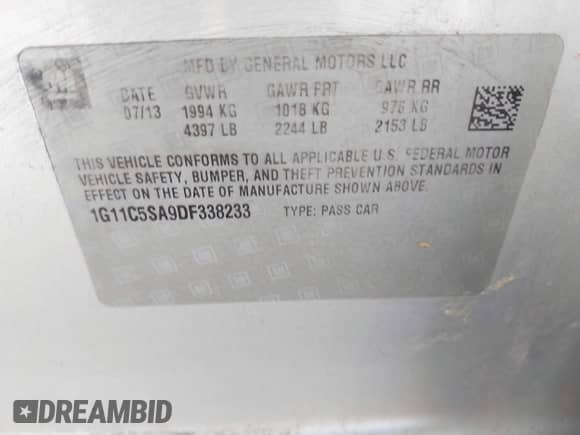 MFD BY GENERAL MOTORS LLC
DATE GVWR GAWR FRT GAWR RR
07/13 1994 KG 1018 KG 976 KG
4397 LB 2244 LB 2153 LB
THIS VEHICLE CONFORMS TO ALL APPLICABLE U.S. FEDERAL MOTOR
VEHICLE SAFETY, BUMPER, AND THEFT PREVENTION STANDARDS IN
EFFECT ON THE DATE OF MANUFACTURE SHOWN ABOVE.
1G11C5SA9DF338233 TYPE: PASS CAR
DREAMBID